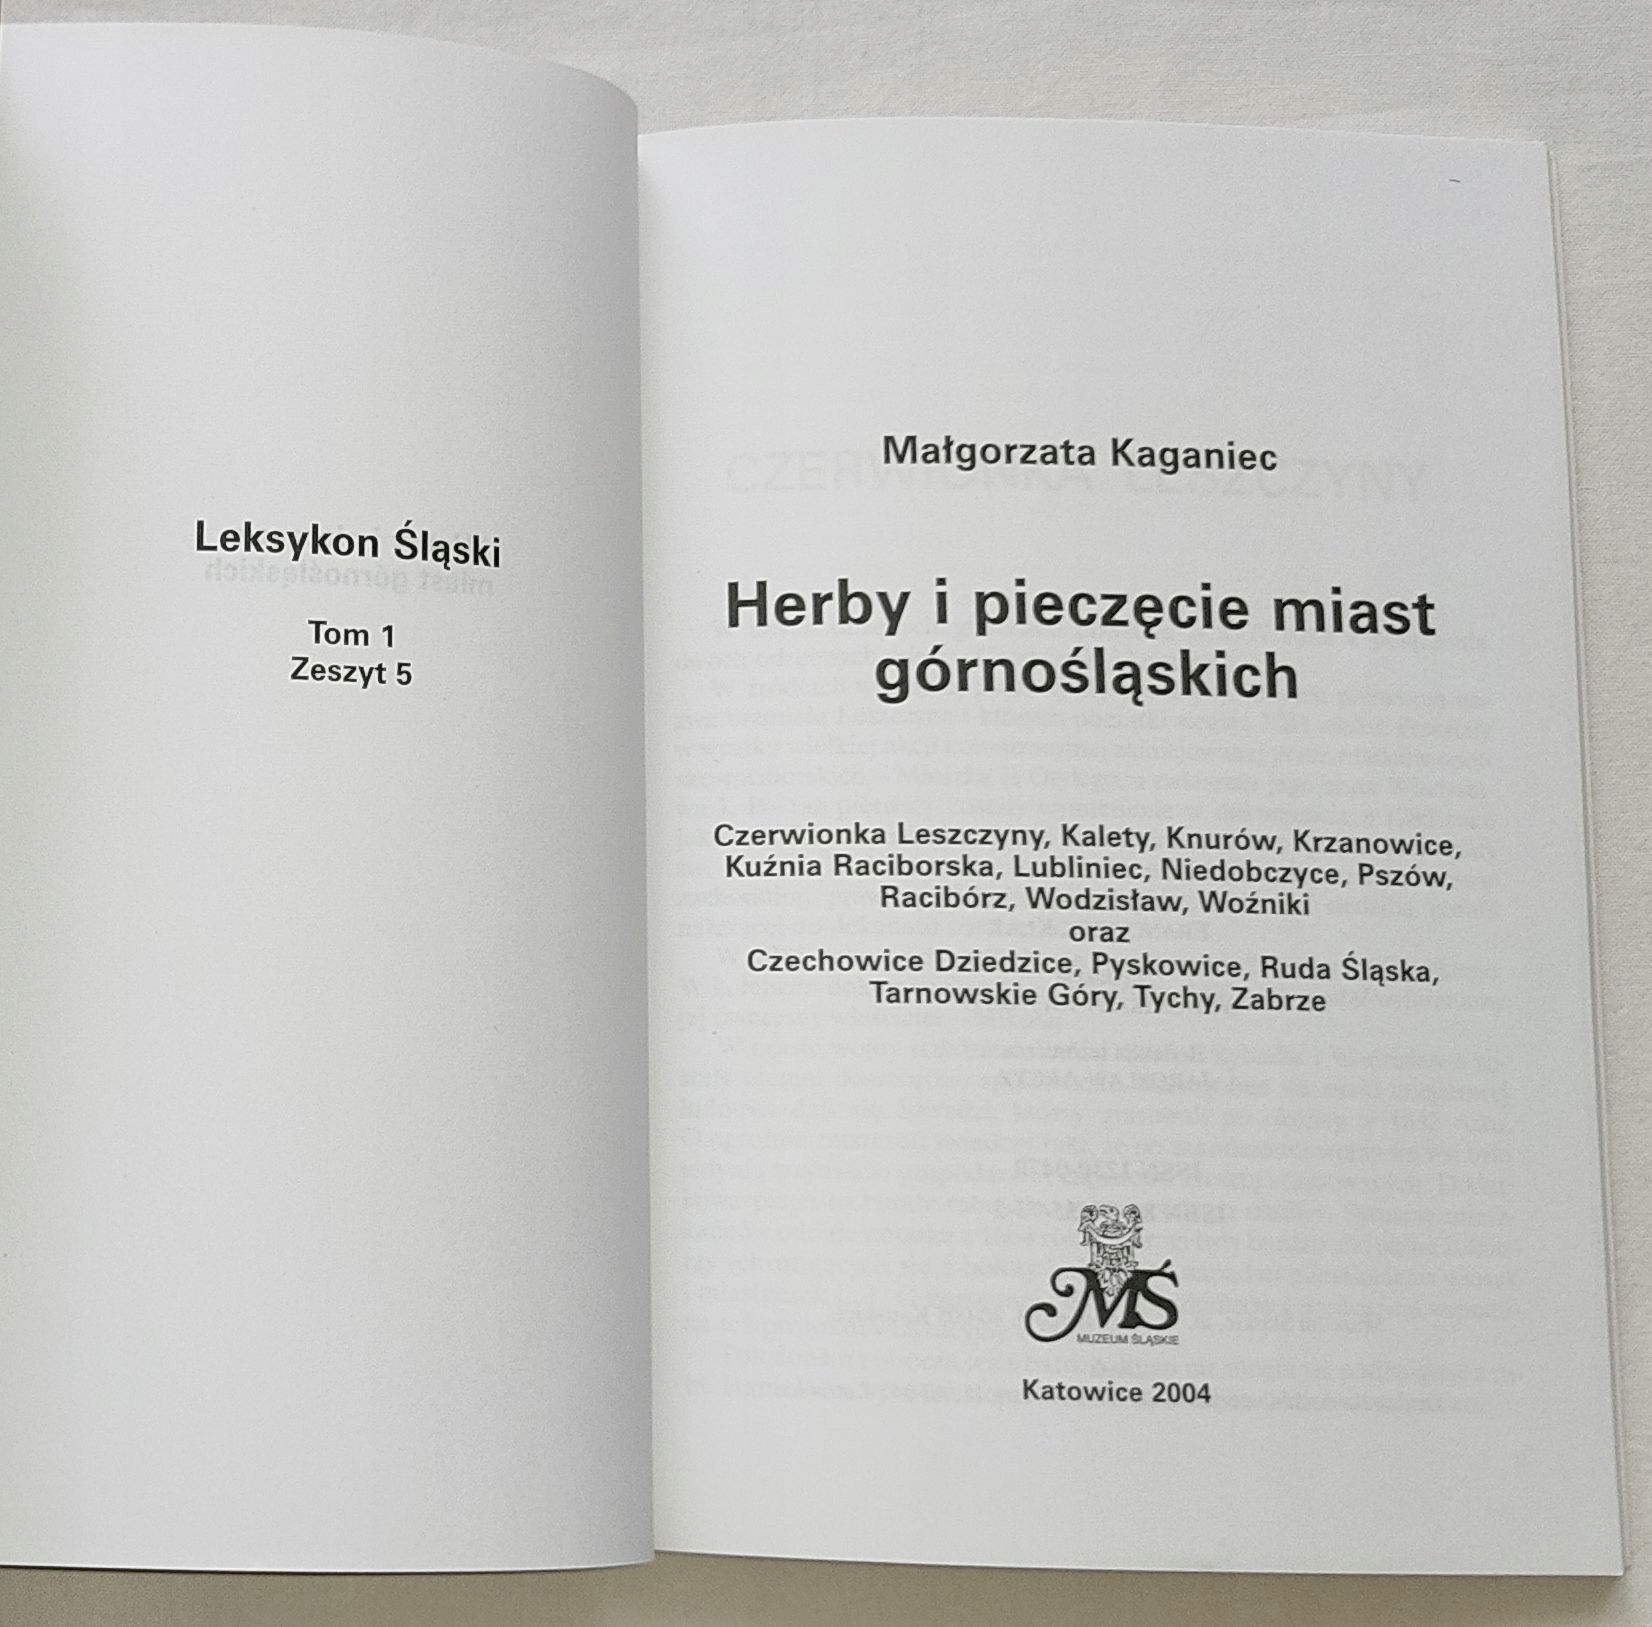 Leksykon Śląski
Tom 1
Zeszyt 5
Małgorzata Kaganiec
Herby i pieczęcie miast
górnośląskich
Czerwionka Leszczyny, Kalety, Knurów, Krzanowice,
Kuźnia Raciborska, Lubliniec, Niedobczyce, Pszów,
Racibórz, Wodzisław, Woźniki
oraz
Czechowice Dziedzice, Pyskowice, Ruda Śląska,
Tarnowskie Góry, Tychy, Zabrze
MŚ
MUZEUM ŚLĄSKIE
Katowice 2004